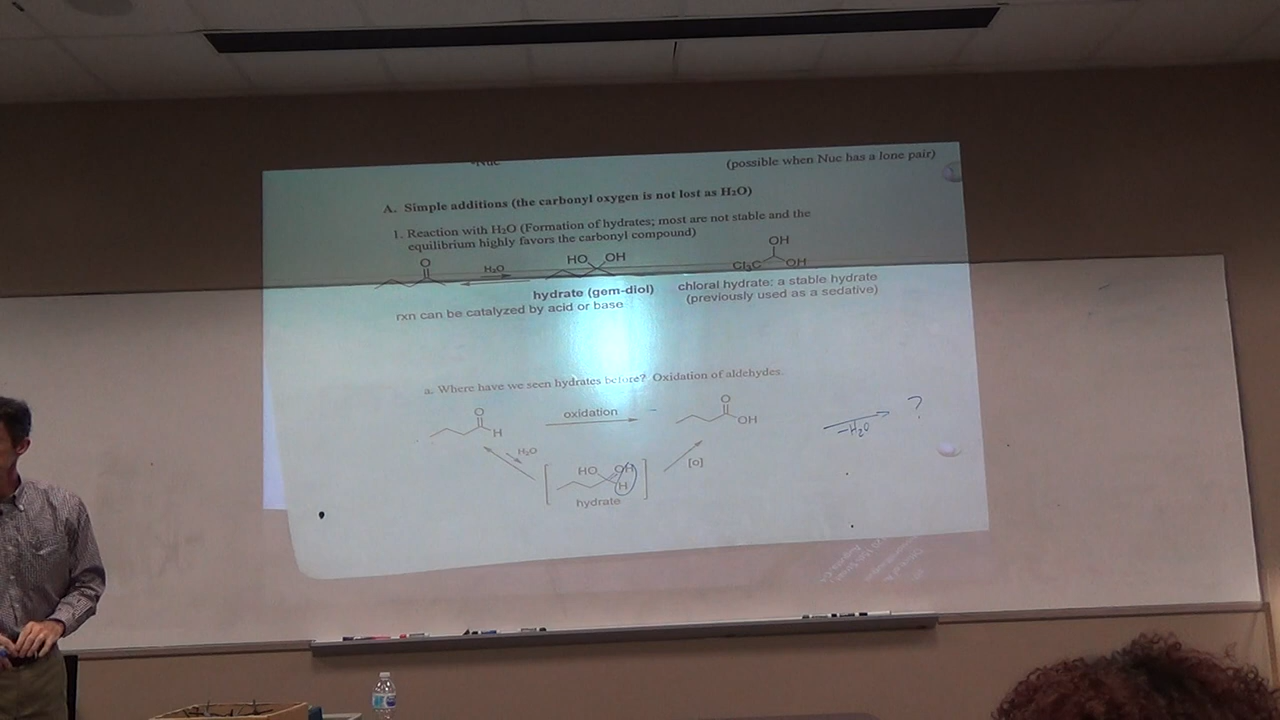 Nuc
(possible when Nuc has a lone pair)
A. Simple additions (the carbonyl oxygen is not lost as H₂O)
1. Reaction with H₂O (Formation of hydrates; most are not stable and the
equilibrium highly favors the carbonyl compound)
O
H₂O
HO OH
OH
Cl₃C OH
hydrate (gem-diol)
chloral hydrate: a stable hydrate
(previously used as a sedative)
rxn can be catalyzed by acid or base
a. Where have we seen hydrates before? Oxidation of aldehydes.
O
H
oxidation
O
OH
-H₂O
?
H₂O
HO OH
H
[o]
hydrate